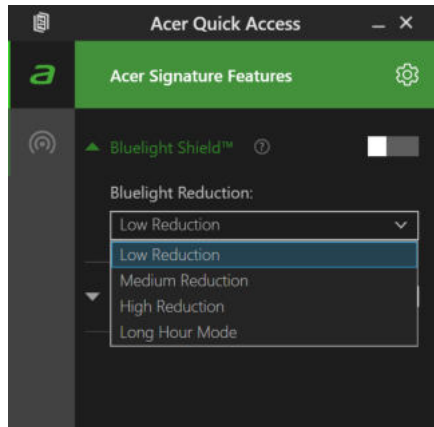 Acer Quick Access
a
Acer Signature Features
Bluelight Shield™ ?
Bluelight Reduction:
Low Reduction
Low Reduction
Medium Reduction
High Reduction
Long Hour Mode